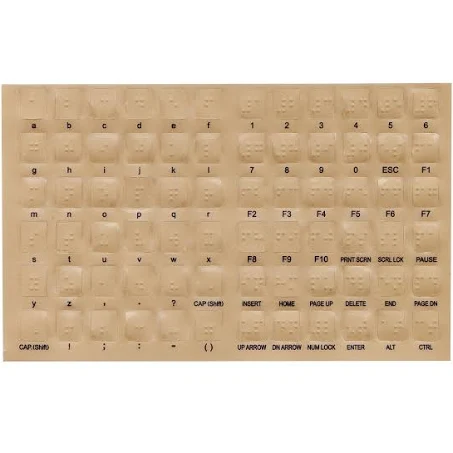 a b c d e f 1 2 3 4 5 6
g h i j k l 7 8 9 0 ESC F1
m n o p q r F2 F3 F4 F5 F6 F7
s t u v w x F8 F9 F10 PRNT SCRN SCRL LCK PAUSE
y z , . ? CAP (Shift) INSERT HOME PAGE UP DELETE END PAGE DN
CAP (Shift) ! ; : - ( ) UP ARROW DN ARROW NUM LOCK ENTER ALT CTRL